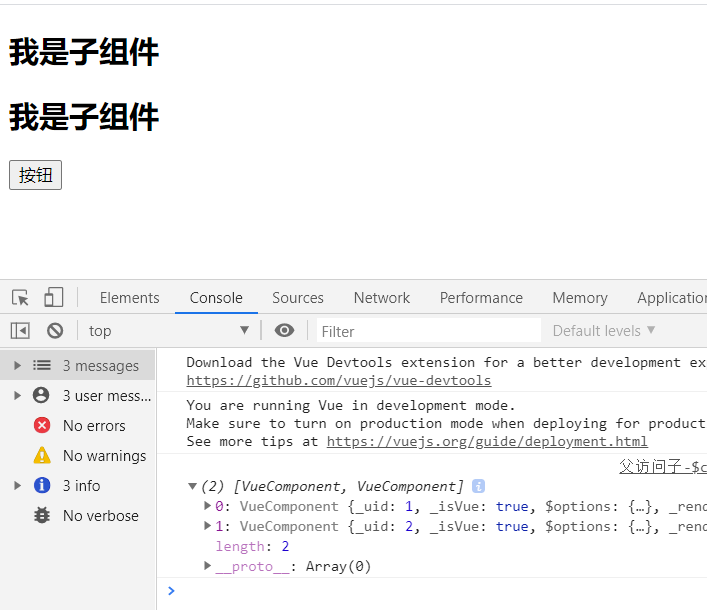 我是子组件
我是子组件
按钮
Elements Console Sources Network Performance Memory Application
top Filter Default levels
3 messages
3 user mess...
No errors
No warnings
3 info
No verbose
Download the Vue Devtools extension for a better development ex
https://github.com/vuejs/vue-devtools
You are running Vue in development mode.
Make sure to turn on production mode when deploying for product
See more tips at https://vuejs.org/guide/deployment.html
父访问子-$c
(2) [VueComponent, VueComponent]
0: VueComponent {_uid: 1, _isVue: true, $options: {…}, _rend
1: VueComponent {_uid: 2, _isVue: true, $options: {…}, _rend
length: 2
__proto__: Array(0)